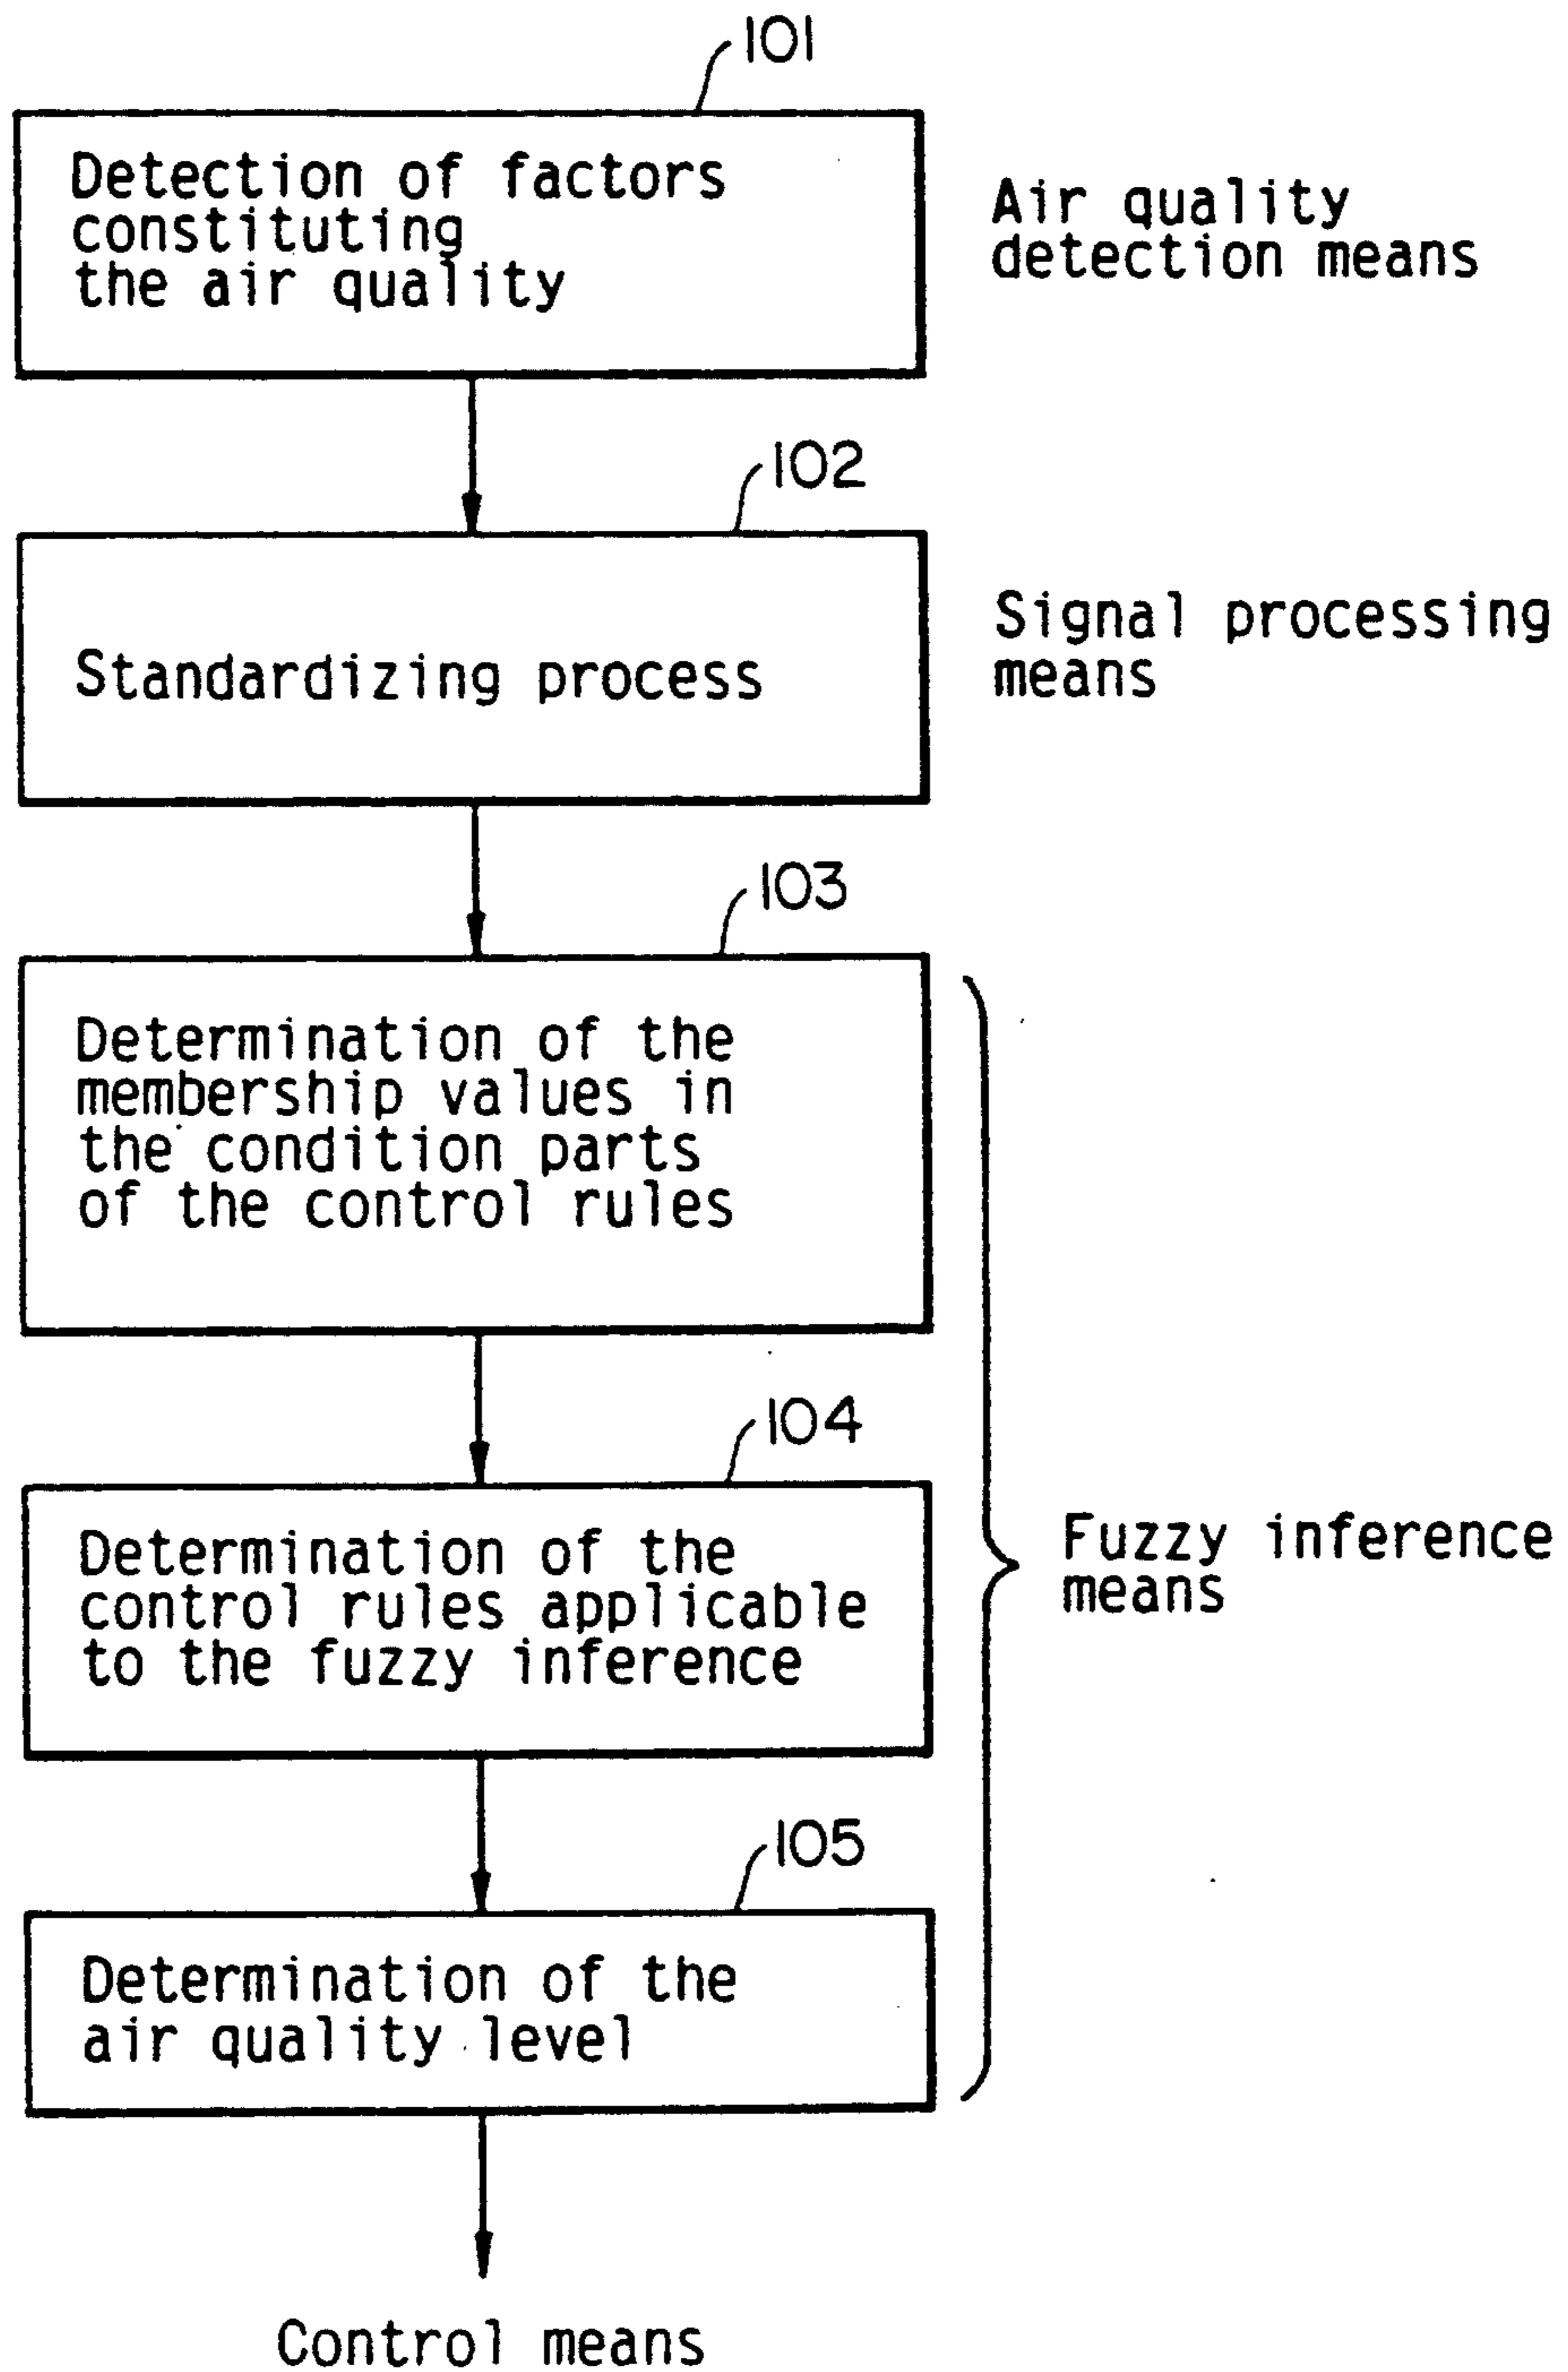 101
Detection of factors
constituting
the air quality
Air quality
detection means
102
Standardizing process
Signal processing
means
103
Determination of the
membership values in
the condition parts
of the control rules
104
Determination of the
control rules applicable
to the fuzzy inference
Fuzzy inference
means
105
Determination of the
air quality level
Control means